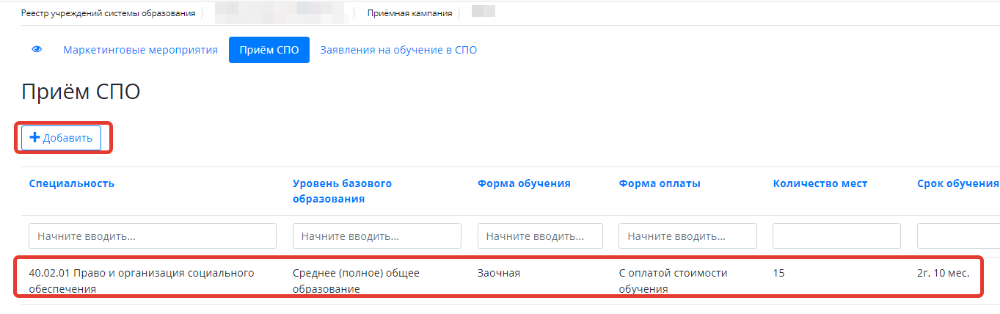 Реестр учреждений системы образования Приёмная кампания
Маркетинговые мероприятия Приём СПО Заявления на обучение в СПО
Приём СПО
Добавить
Специальность Уровень базового образования Форма обучения Форма оплаты Количество мест Срок обучения
Начните вводить... Начните вводить... Начните вводить... Начните вводить...
40.02.01 Право и организация социального обеспечения Среднее (полное) общее образование Заочная С оплатой стоимости обучения 15 2г. 10 мес.